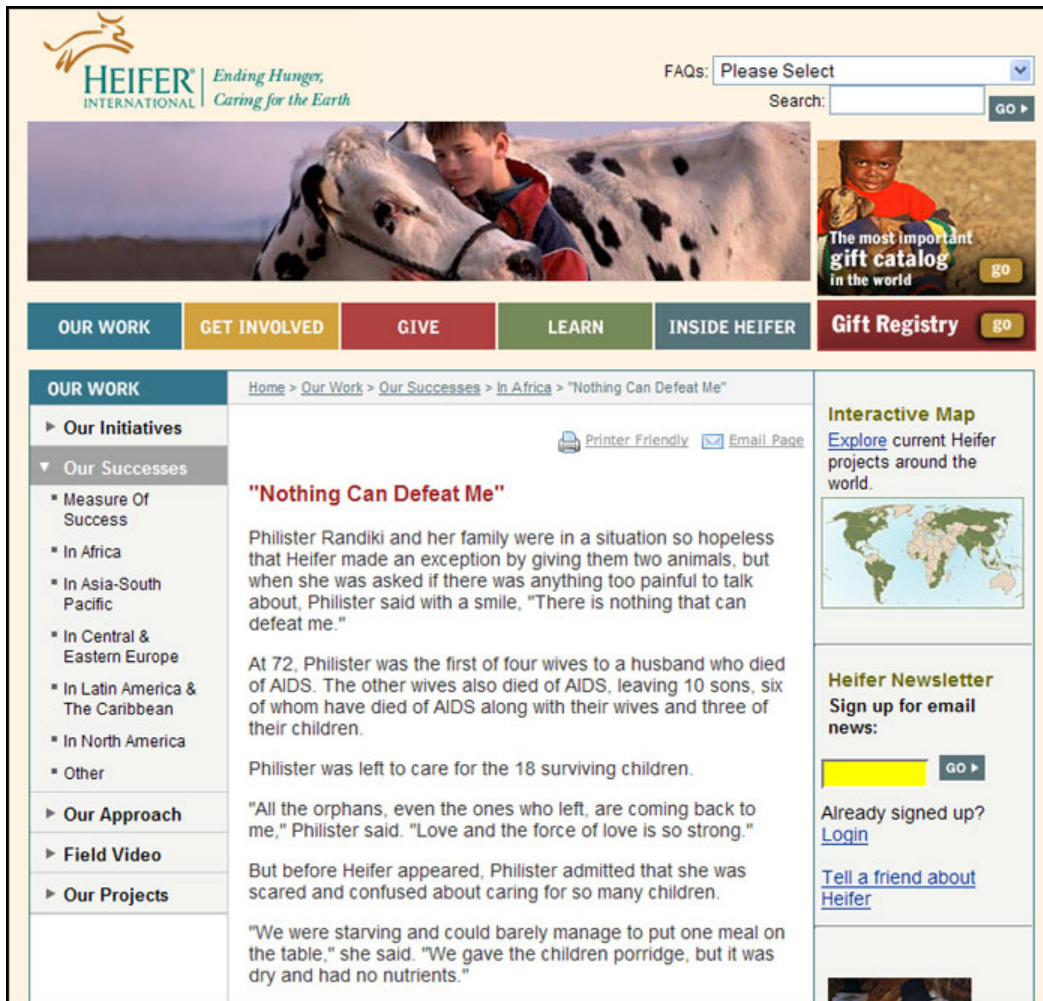 HEIFER®
INTERNATIONAL
Ending Hunger,
Caring for the Earth
FAQs: Please Select
Search:
GO
The most important
gift catalog
in the world
go
OUR WORK
GET INVOLVED
GIVE
LEARN
INSIDE HEIFER
Gift Registry
go
OUR WORK
Our Initiatives
Our Successes
Measure Of
Success
In Africa
In Asia-South
Pacific
In Central &
Eastern Europe
In Latin America &
The Caribbean
In North America
Other
Our Approach
Field Video
Our Projects
Home > Our Work > Our Successes > In Africa > "Nothing Can Defeat Me"
Printer Friendly
Email Page
"Nothing Can Defeat Me"
Philister Randiki and her family were in a situation so hopeless
that Heifer made an exception by giving them two animals, but
when she was asked if there was anything too painful to talk
about, Philister said with a smile, "There is nothing that can
defeat me."
At 72, Philister was the first of four wives to a husband who died
of AIDS. The other wives also died of AIDS, leaving 10 sons, six
of whom have died of AIDS along with their wives and three of
their children.
Philister was left to care for the 18 surviving children.
"All the orphans, even the ones who left, are coming back to
me," Philister said. "Love and the force of love is so strong."
But before Heifer appeared, Philister admitted that she was
scared and confused about caring for so many children.
"We were starving and could barely manage to put one meal on
the table," she said. "We gave the children porridge, but it was
dry and had no nutrients."
Interactive Map
Explore current Heifer
projects around the
world.
Heifer Newsletter
Sign up for email
news:
GO
Already signed up?
Login
Tell a friend about
Heifer